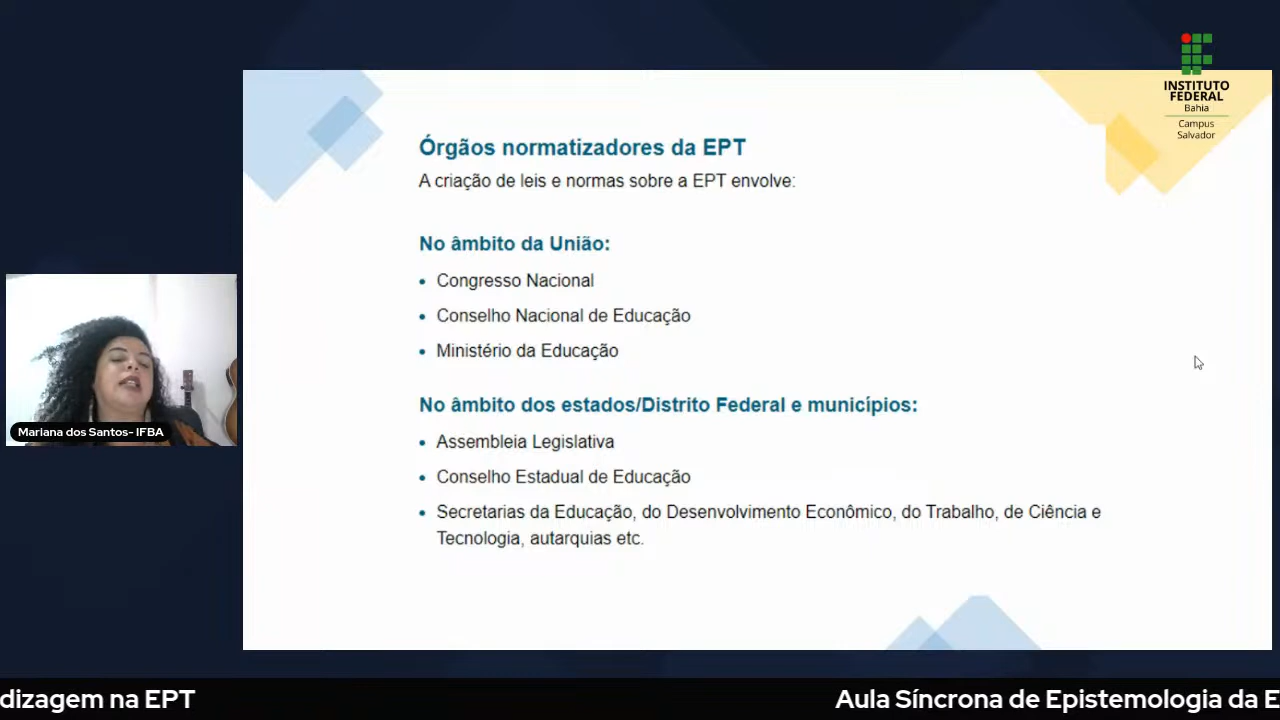 INSTITUTO
FEDERAL
Bahia
Campus
Salvador
Órgãos normatizadores da EPT
A criação de leis e normas sobre a EPT envolve:
No âmbito da União:
• Congresso Nacional
• Conselho Nacional de Educação
• Ministério da Educação
No âmbito dos estados/Distrito Federal e municípios:
• Assembleia Legislativa
• Conselho Estadual de Educação
• Secretarias da Educação, do Desenvolvimento Econômico, do Trabalho, de Ciência e
Tecnologia, autarquias etc.
Mariana dos Santos- IFBA
dizagem na EPT
Aula Síncrona de Epistemologia da E